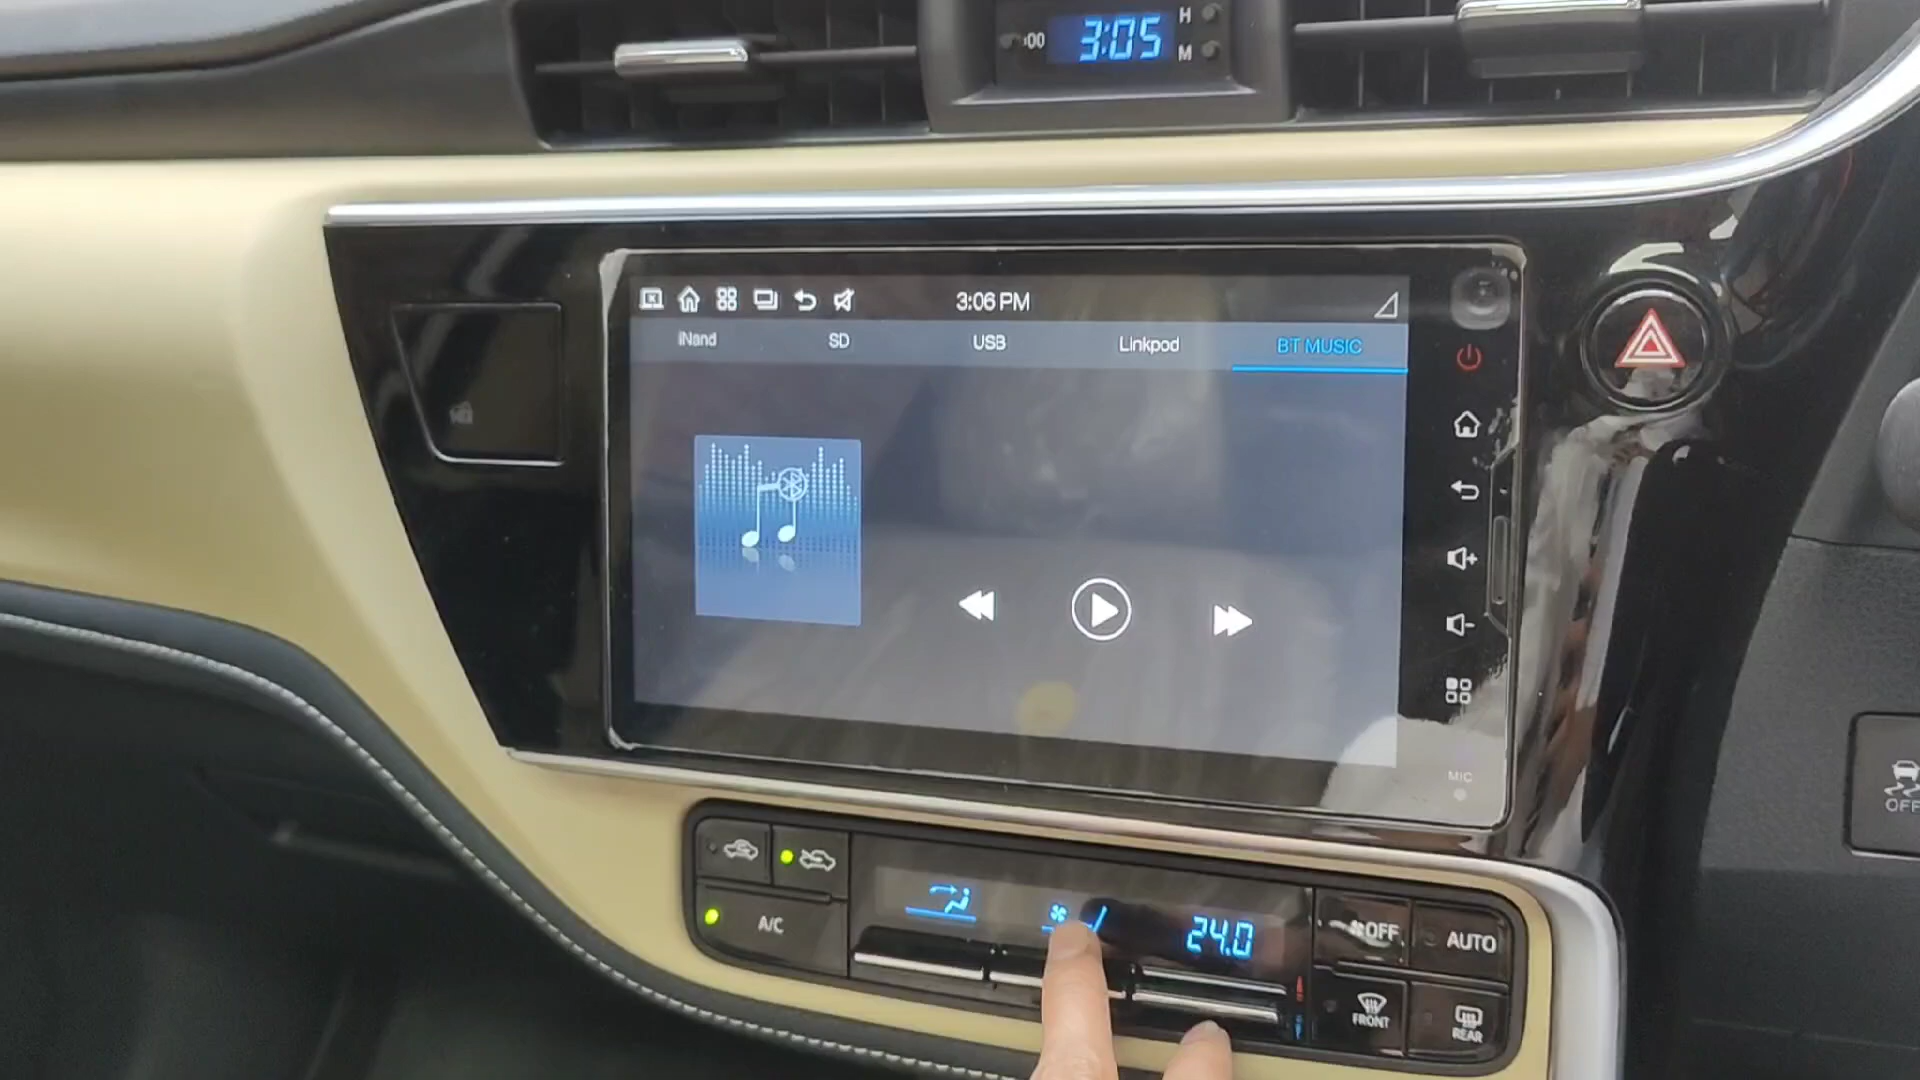 :00
3:05
H
M
3:06 PM
iNand
SD
USB
Linkpod
BT MUSIC
MIC
OFF
A/C
24.0
OFF
AUTO
FRONT
REAR